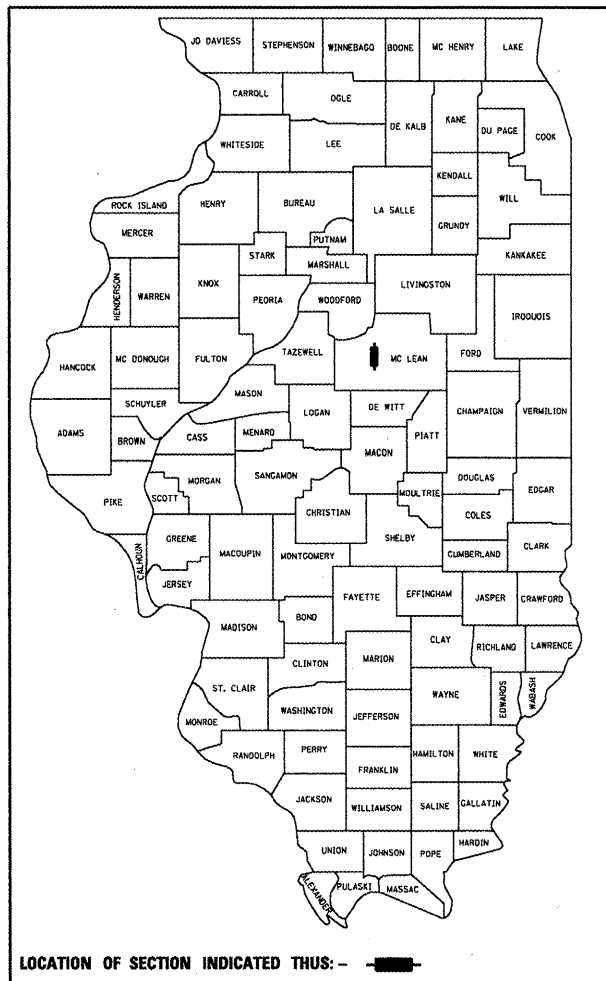 JO DAVIESS STEPHENSON WINNEBAGO BOONE MC HENRY LAKE
CARROLL OGLE DE KALB KANE DU PAGE COOK
WHITESIDE LEE KENDALL WILL
ROCK ISLAND HENRY BUREAU LA SALLE GRUNDY
MERCER PUTNAM KANKAKEE
STARK MARSHALL LIVINGSTON
HENDERSON WARREN KNOX PEORIA WOODFORD IROQUOIS
HANCOCK MC DONOUGH FULTON TAZEWELL MC LEAN FORD
SCHUYLER MASON LOGAN DE WITT CHAMPAIGN VERMILION
ADAMS BROWN CASS MENARD MACON PIATT
PIKE SCOTT MORGAN SANGAMON MOULTRIE DOUGLAS EDGAR
CHRISTIAN COLES
CALHOUN GREENE MACOUPIN MONTGOMERY SHELBY CUMBERLAND CLARK
JERSEY FAYETTE EFFINGHAM JASPER CRAWFORD
MADISON BOND CLAY RICHLAND LAWRENCE
CLINTON MARION
ST. CLAIR WAYNE EDWARDS WABASH
MONROE WASHINGTON JEFFERSON
RANDOLPH PERRY HAMILTON WHITE
FRANKLIN
JACKSON WILLIAMSON SALINE GALLATIN
UNION JOHNSON POPE HARDIN
ALEXANDER PULASKI MASSAC
LOCATION OF SECTION INDICATED THUS: –